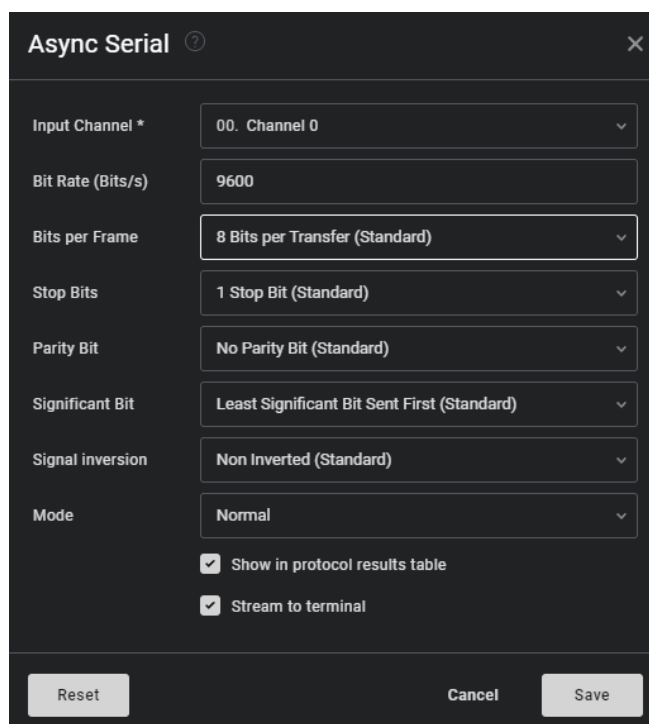 Async Serial ?
Input Channel * 00. Channel 0
Bit Rate (Bits/s) 9600
Bits per Frame 8 Bits per Transfer (Standard)
Stop Bits 1 Stop Bit (Standard)
Parity Bit No Parity Bit (Standard)
Significant Bit Least Significant Bit Sent First (Standard)
Signal inversion Non Inverted (Standard)
Mode Normal
Show in protocol results table
Stream to terminal
Reset Cancel Save